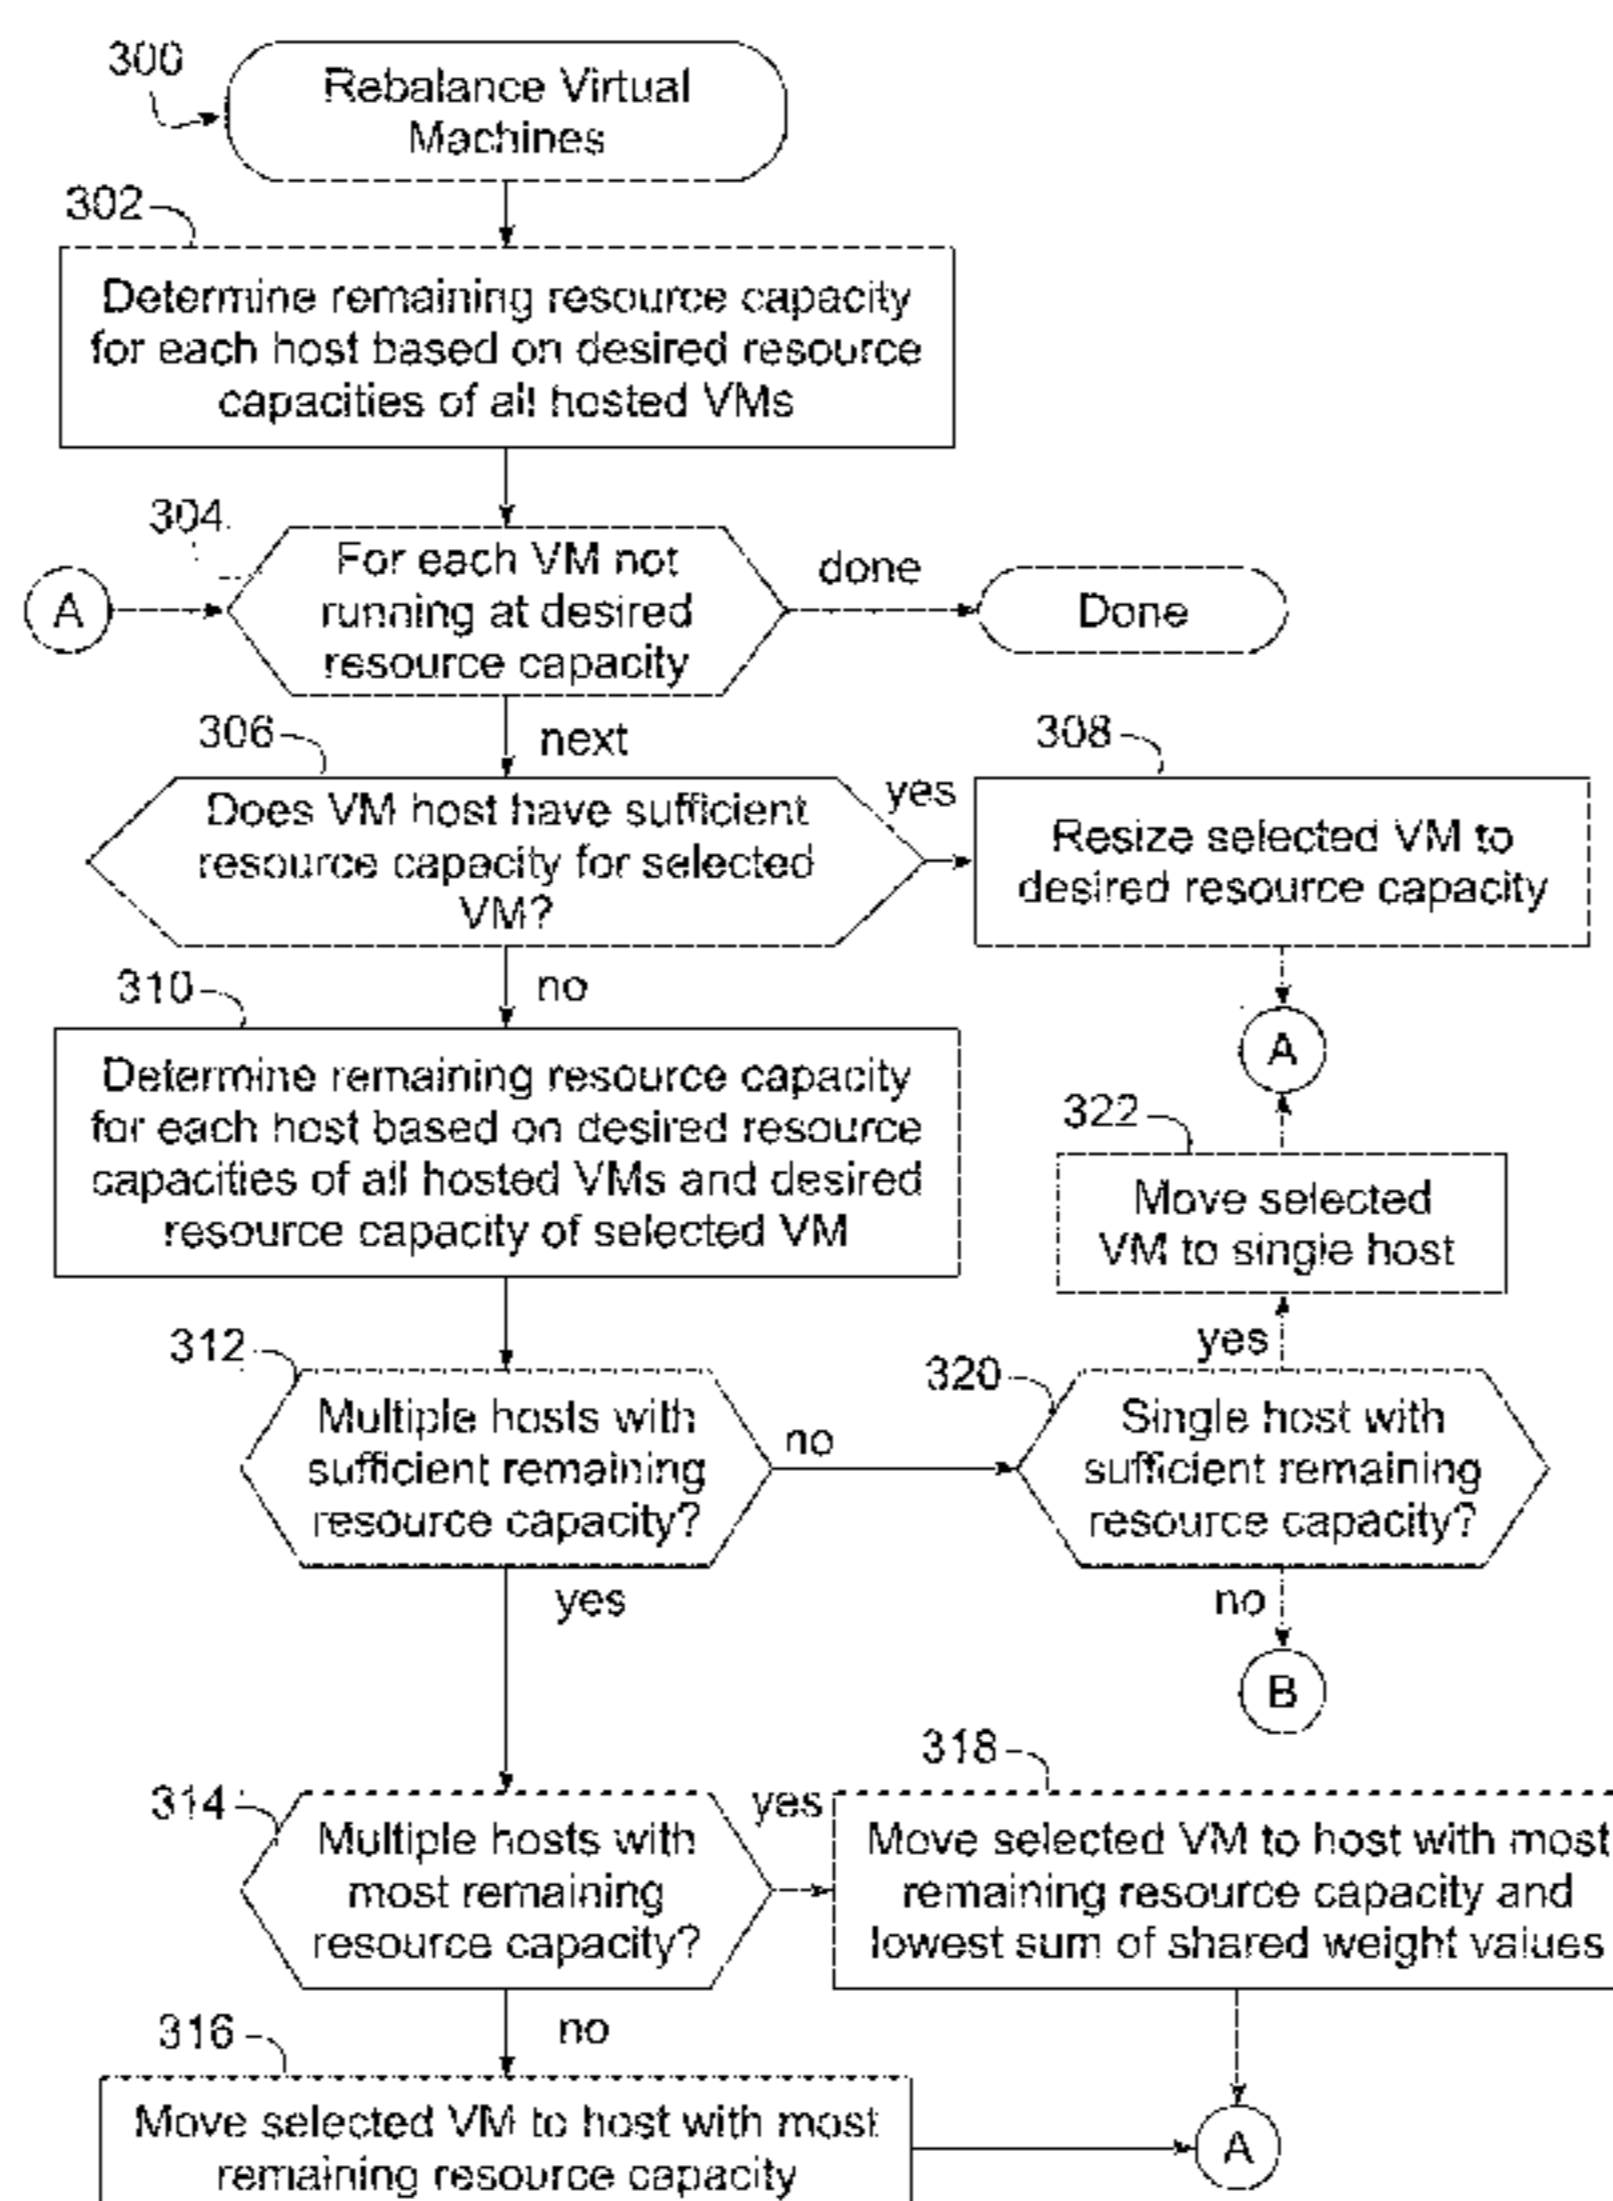 300
Rebalance Virtual
Machines
302
Determine remaining resource capacity
for each host based on desired resource
capacities of all hosted VMs
304
A
For each VM not
running at desired
resource capacity
done
Done
next
306
Does VM host have sufficient
resource capacity for selected
VM?
yes
308
Resize selected VM to
desired resource capacity
A
no
310
Determine remaining resource capacity
for each host based on desired resource
capacities of all hosted VMs and desired
resource capacity of selected VM
322
Move selected
VM to single host
yes
312
Multiple hosts with
sufficient remaining
resource capacity?
no
320
Single host with
sufficient remaining
resource capacity?
no
B
yes
314
Multiple hosts with
most remaining
resource capacity?
yes
318
Move selected VM to host with most
remaining resource capacity and
lowest sum of shared weight values
no
316
Move selected VM to host with most
remaining resource capacity
A